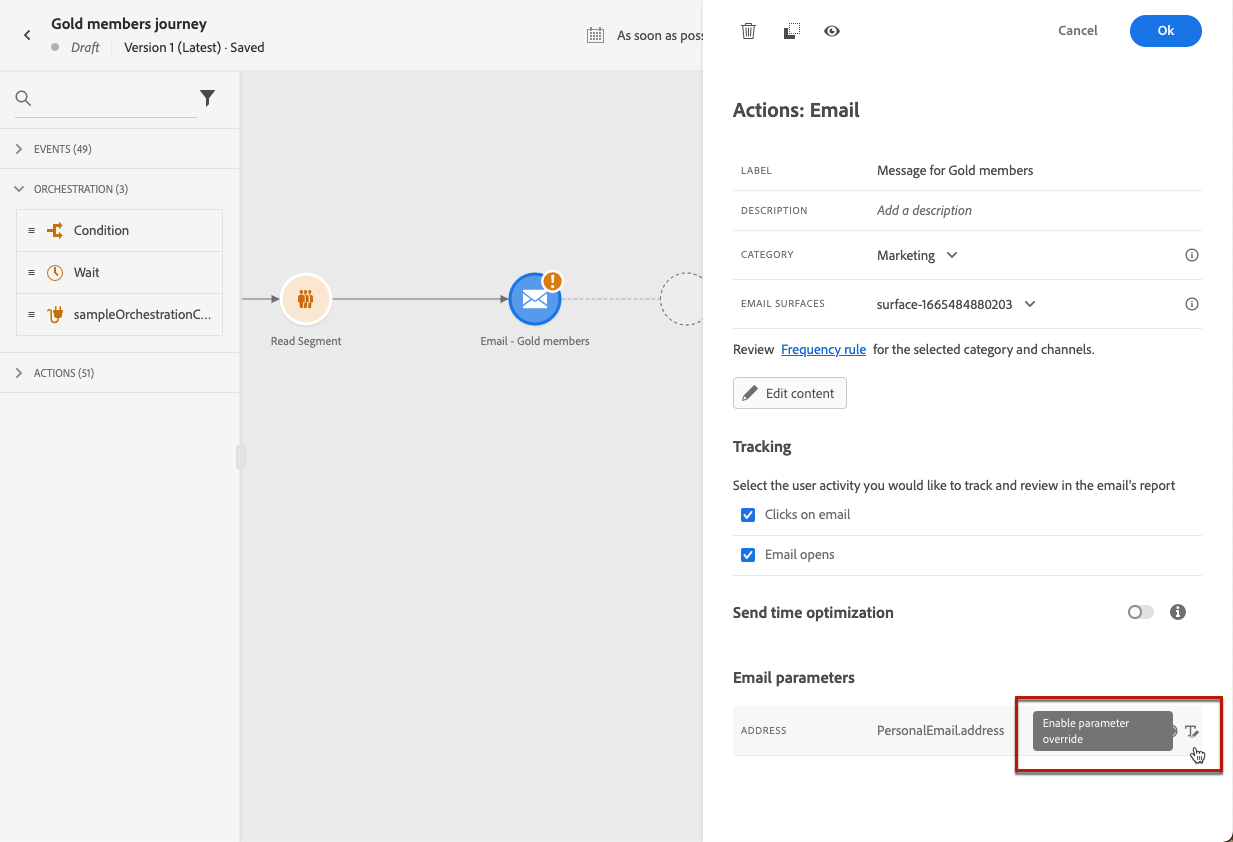 Gold members journey
Draft Version 1 (Latest) · Saved
As soon as poss
EVENTS (49)
ORCHESTRATION (3)
Condition
Wait
sampleOrchestrationC...
ACTIONS (51)
Read Segment
Email - Gold members
Cancel
Ok
Actions: Email
LABEL Message for Gold members
DESCRIPTION Add a description
CATEGORY Marketing
EMAIL SURFACES surface-1665484880203
Review Frequency rule for the selected category and channels.
Edit content
Tracking
Select the user activity you would like to track and review in the email's report
Clicks on email
Email opens
Send time optimization
Email parameters
ADDRESS PersonalEmail.address
Enable parameter
override